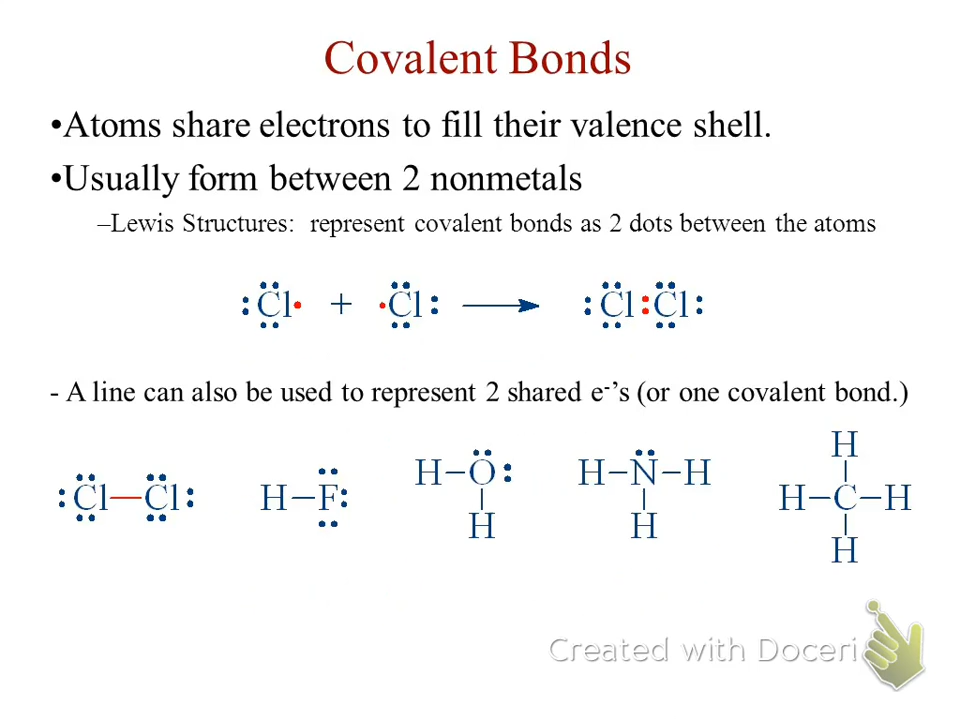 Covalent Bonds
•Atoms share electrons to fill their valence shell.
•Usually form between 2 nonmetals
–Lewis Structures:  represent covalent bonds as 2 dots between the atoms
:Cl· + ·Cl: → :Cl:Cl:
- A line can also be used to represent 2 shared e⁻'s (or one covalent bond.)
H
:Cl—Cl: H—F: H—O: H—N—H H—C—H
H H H
Created with Doceri